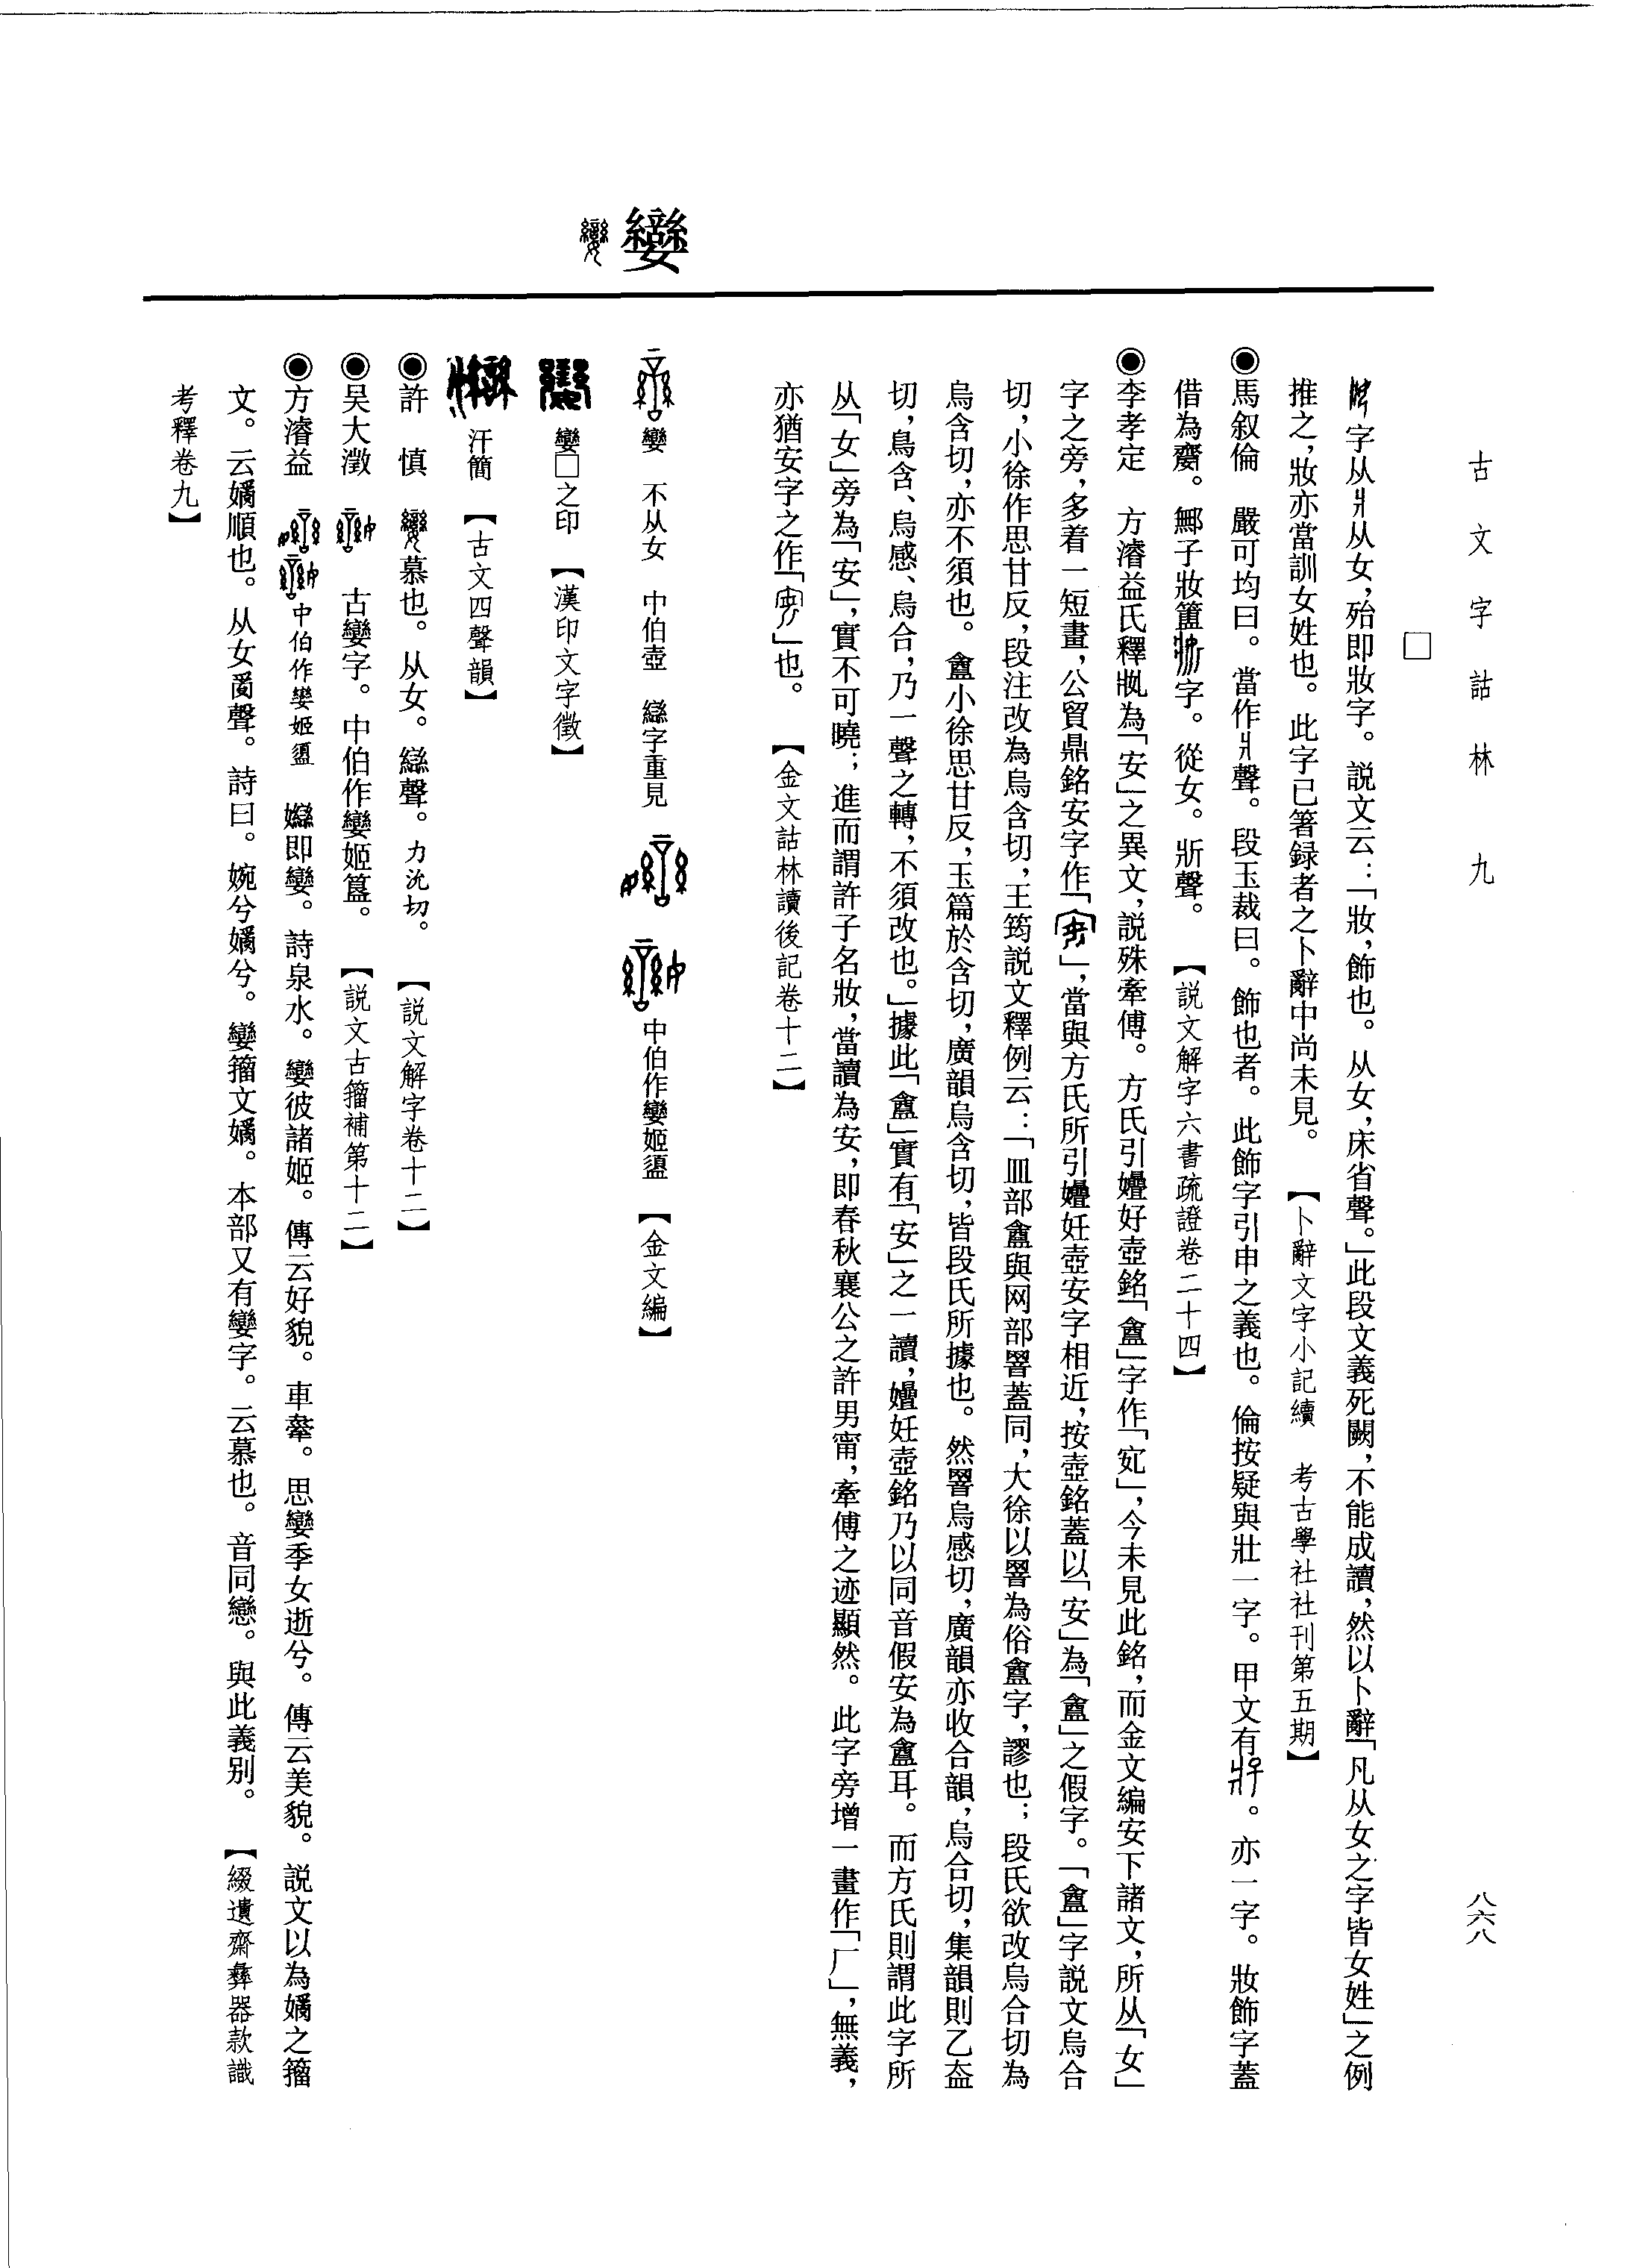 古文字詁林 九
八六八
孌
□
字从爿从女,殆即妝字。説文云:「妝,飾也。从女,床省聲。」此段文義死闕,不能成讀,然以卜辭「凡从女之字皆女姓」之例
推之,妝亦當訓女姓也。此字已箸録者之卜辭中尚未見。【卜辭文字小記續 考古學社社刊第五期】
◉馬叙倫 嚴可均曰。當作爿聲。段玉裁曰。飾也者。此飾字引申之義也。倫按疑與壯一字。甲文有。亦一字。妝飾字蓋
借為。鄦子妝簠字。從女。斨聲。【説文解字六書疏證卷二十四】
◉李孝定 方濬益氏釋為「安」之異文,説殊牽傅。方氏引嬯好壺銘「盦」字作「」,今未見此銘,而金文編安下諸文,所从「女」
字之旁,多着一短畫,公貿鼎銘安字作「」,當與方氏所引妊壺安字相近,按壺銘蓋以「安」為「盦」之假字。「盦」字説文烏合
切,小徐作思甘反,段注改為烏含切,王筠説文釋例云:「皿部盦與网部罯蓋同,大徐以罯為俗盦字,謬也;段氏欲改烏合切為
烏含切,亦不須也。盦小徐思甘反,玉篇於含切,廣韻烏含切,皆段氏所據也。然罯烏感切,廣韻亦收合韻,烏合切,集韻則乙盇
切,烏含、烏感、烏合,乃一聲之轉,不須改也。」據此「盦」實有「安」之一讀,妊壺銘乃以同音假安為盦耳。而方氏則謂此字所
从「女」旁為「安」,實不可曉;進而謂許子名妝,當讀為安,即春秋襄公之許男甯,牽傅之迹顯然。此字旁增一畫作「厂」,無義,
亦猶安字之作「」也。【金文詁林讀後記卷十二】
孌 不从女 中伯壺 䜌字重見 中伯作孌姬盨 【金文編】
孌□之印 【漢印文字徵】
汗簡 【古文四聲韻】
◉許 慎 孌慕也。从女。䜌聲。力沇切。【説文解字卷十二】
◉吴大澂 古孌字。中伯作孌姬簋。【説文古籀補第十二】
◉方濬益 中伯作孌姬盨 即孌。詩泉水。孌彼諸姬。傳云好貌。車舝。思孌季女逝兮。傳云美貌。説文以為嫡之籀
文。云嫡順也。从女𤔔聲。詩曰。婉兮嫡兮。孌籀文嫡。本部又有孌字。云慕也。音同戀。與此義别。【綴遺齋彝器款識
考釋卷九】